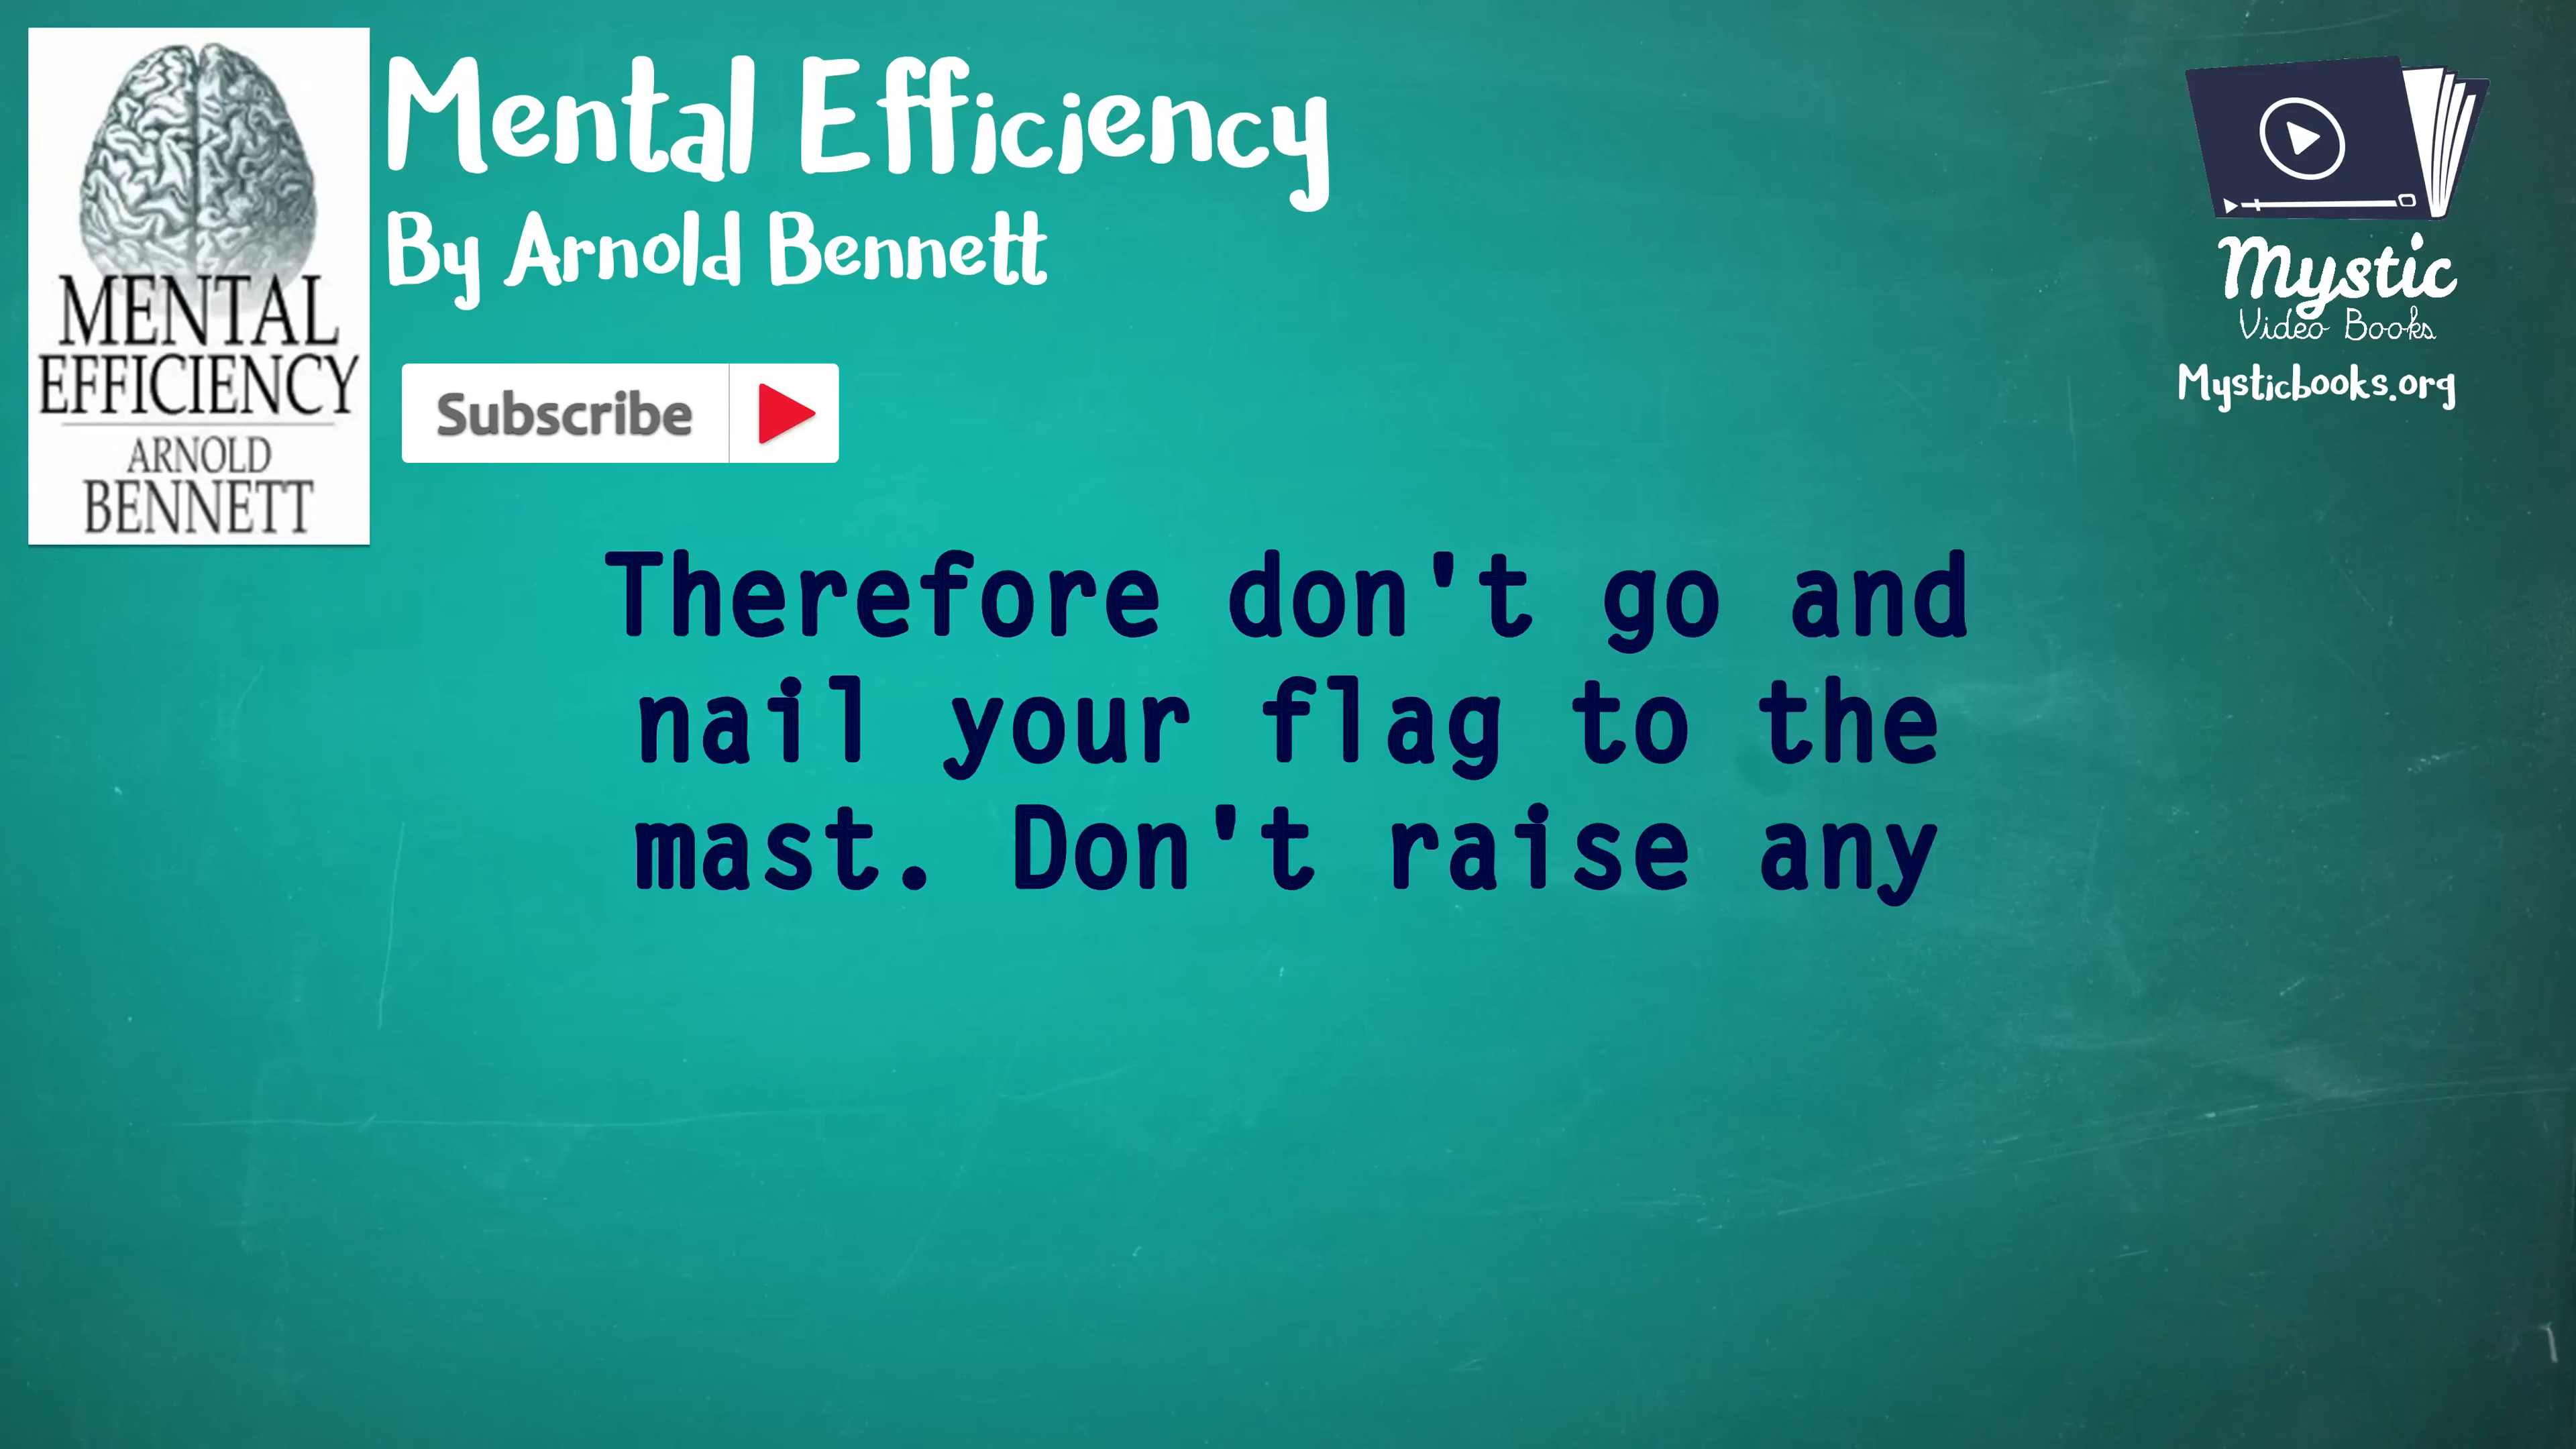 MENTAL
EFFICIENCY
ARNOLD
BENNETT
Mental Efficiency
By Arnold Bennett
Subscribe
Mystic
Video Books
Mysticbooks.org
Therefore don't go and
nail your flag to the
mast. Don't raise any